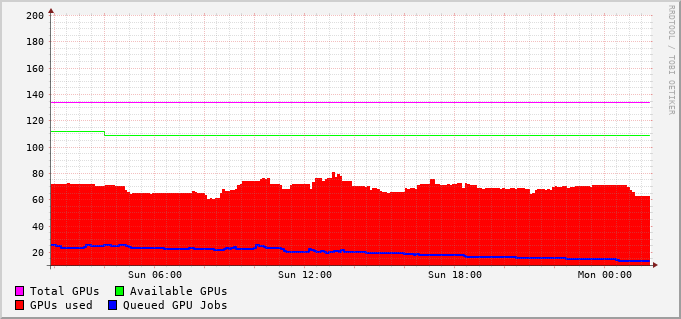 200
180
160
140
120
100
80
60
40
20
Sun 06:00 Sun 12:00 Sun 18:00 Mon 00:00
Total GPUs Available GPUs
GPUs used Queued GPU Jobs
RRDTOOL / TOBI OETIKER